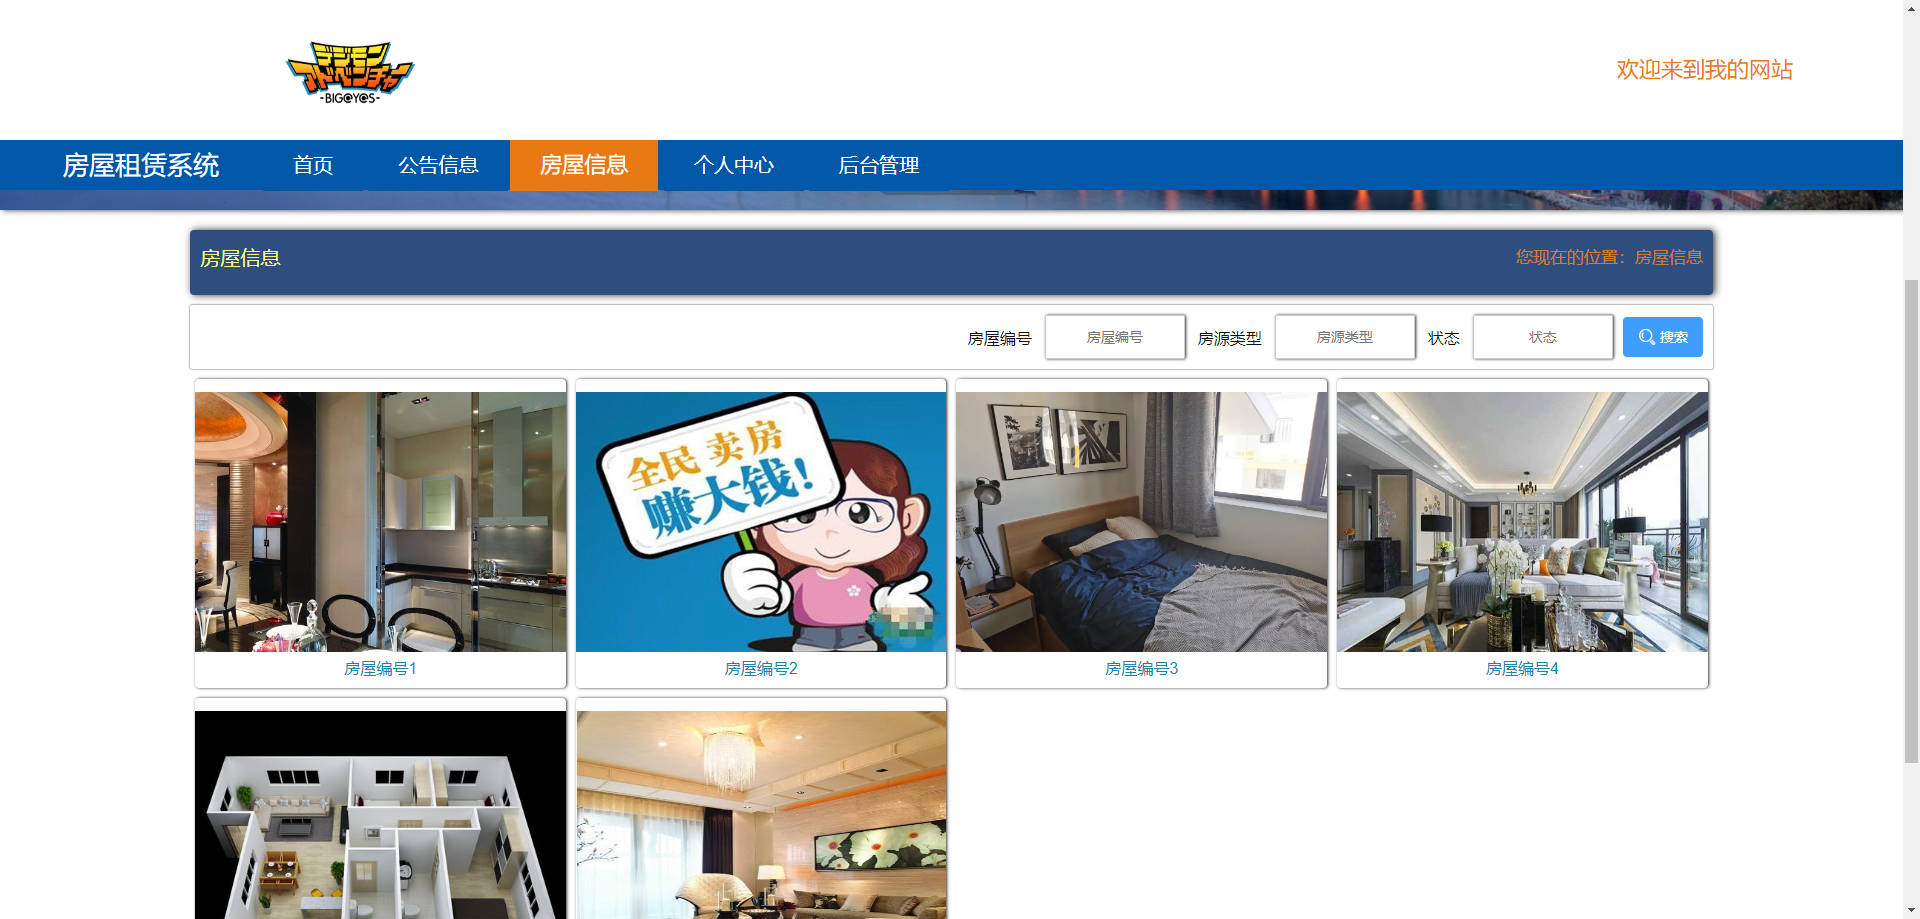 デジモン
アドベンチャー
-BIGEYES-
欢迎来到我的网站
房屋租赁系统 首页 公告信息 房屋信息 个人中心 后台管理
房屋信息 您现在的位置：房屋信息
房屋编号 房屋编号 房源类型 房源类型 状态 状态 搜索
全民 卖房
赚大钱！
房屋编号1 房屋编号2 房屋编号3 房屋编号4